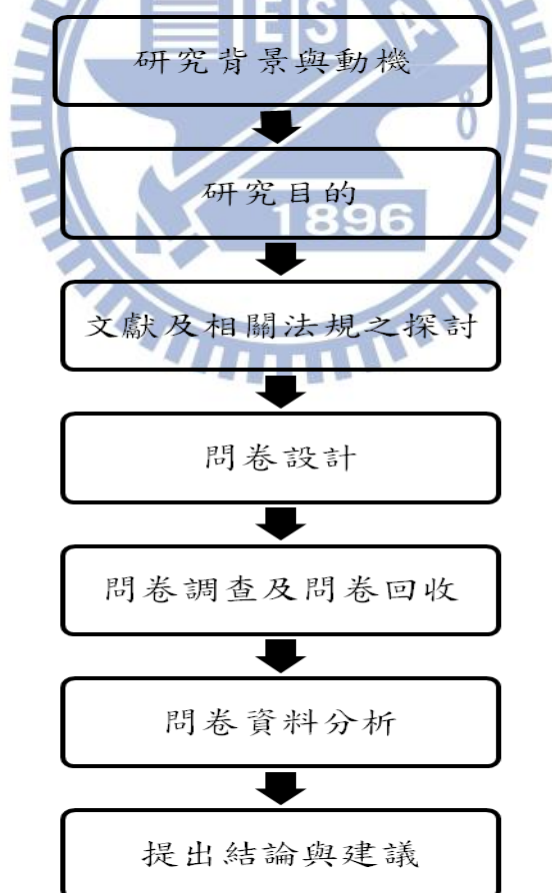 ES A
研究背景與動機
研究目的
1896
文獻及相關法規之探討
問卷設計
問卷調查及問卷回收
問卷資料分析
提出結論與建議